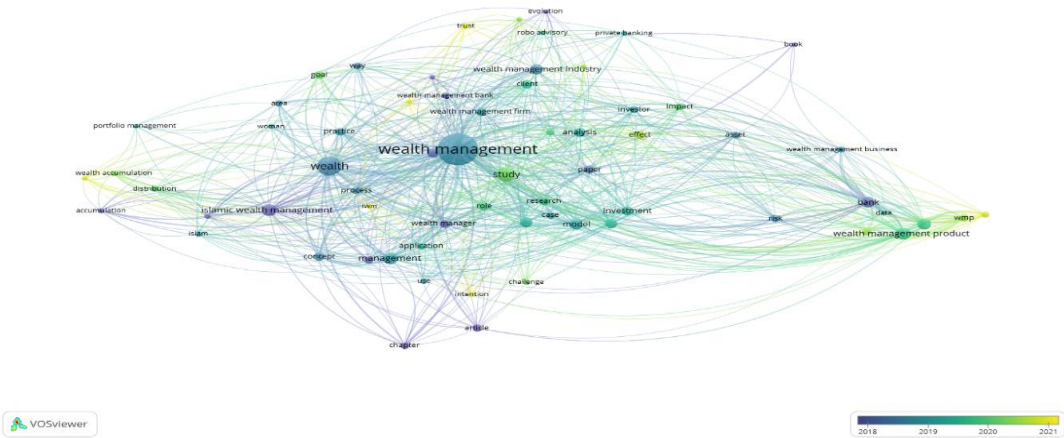 evolution
trust
robo advisory
private banking
book
way
wealth management industry
goal
client
wealth management bank
area
wealth management firm
investor
impact
portfolio management
woman
practice
analysis
effect
asset
wealth management
wealth management business
wealth
study
paper
wealth accumulation
distribution
process
accumulation
islamic wealth management
role
research
case
investment
bank
data
risk
wmp
wealth manager
model
islam
wealth management product
application
concept
management
use
challenge
intention
article
chapter
VOSviewer
2018 2019 2020 2021